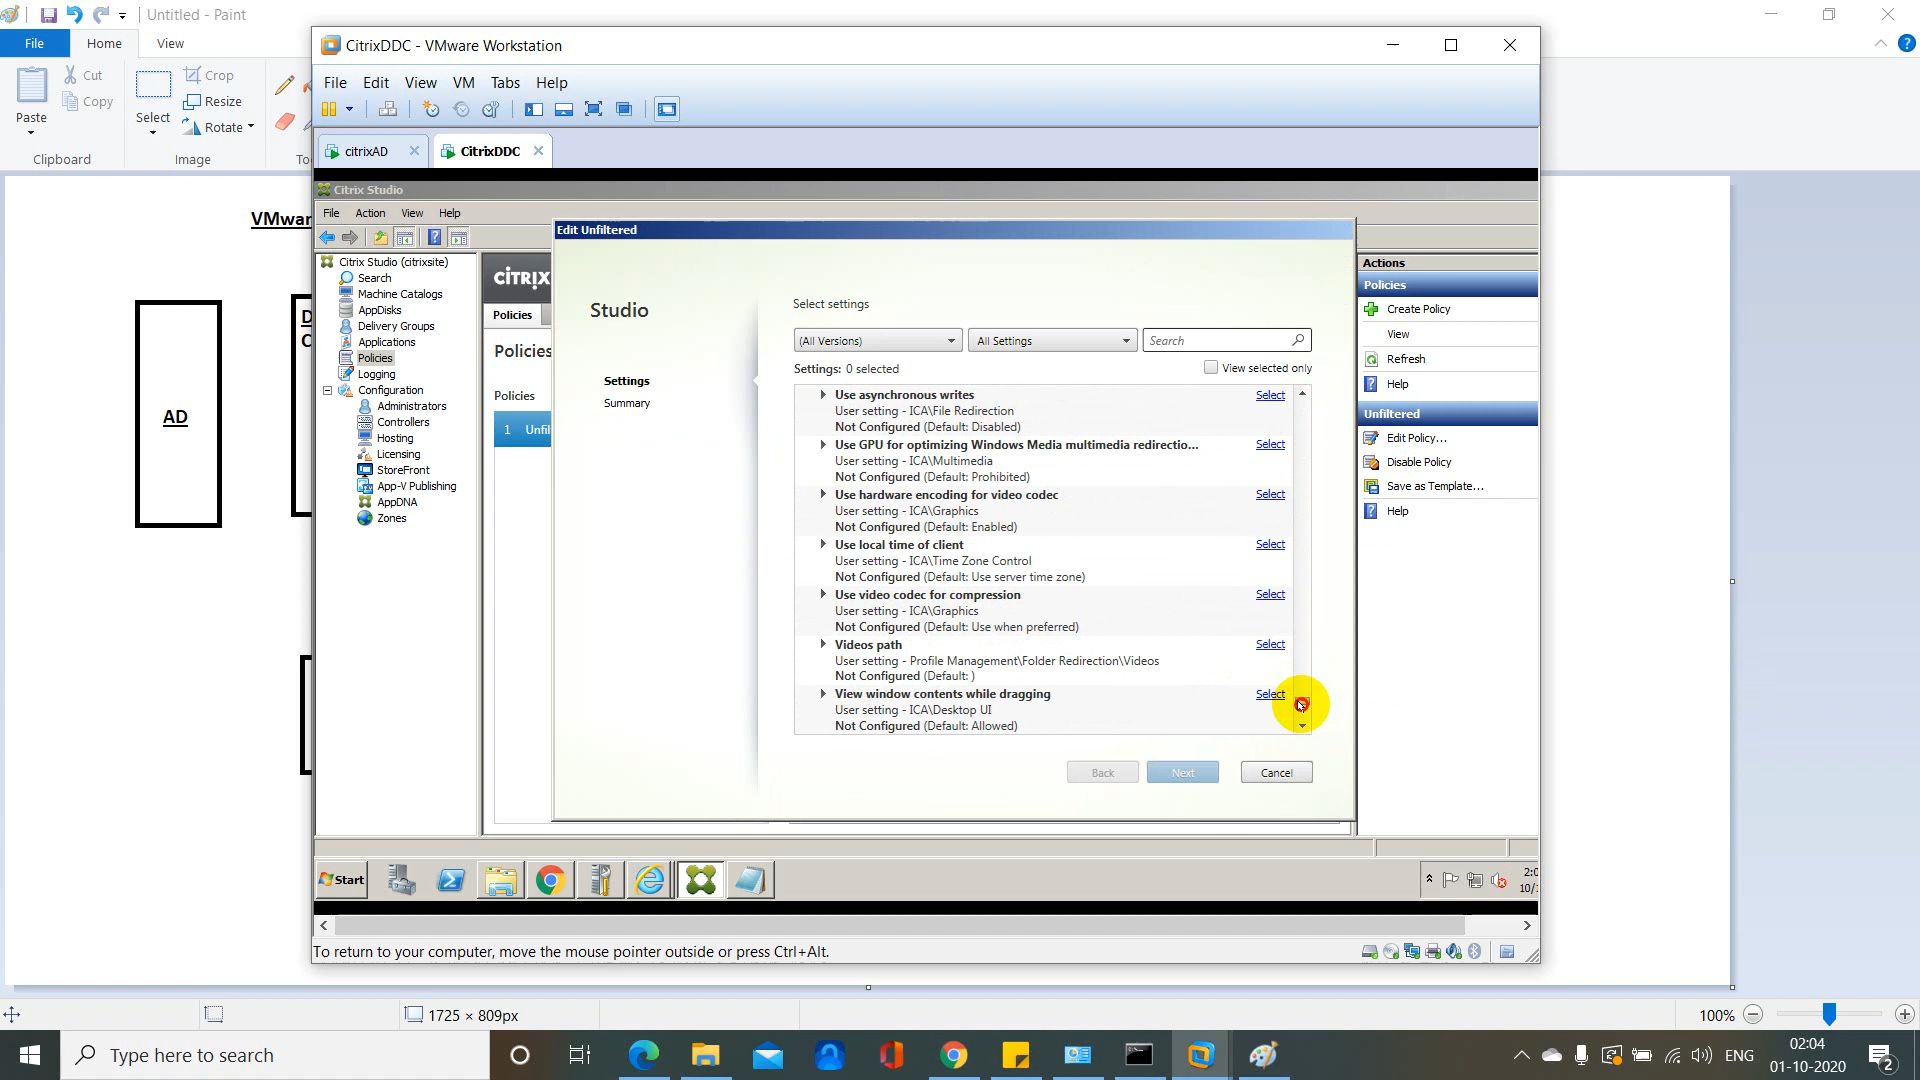 Untitled - Paint
File
Home
View
Paste
Cut
Copy
Clipboard
Select
Crop
Resize
Rotate
Image
AD
CitrixDDC - VMware Workstation
File Edit View VM Tabs Help
citrixAD
CitrixDDC
Citrix Studio
File Action View Help
Citrix Studio (citrixsite)
Search
Machine Catalogs
AppDisks
Delivery Groups
Applications
Policies
Logging
Configuration
Administrators
Controllers
Hosting
Licensing
StoreFront
App-V Publishing
AppDNA
Zones
CİTRIX
Policies
Policies
Policies
1
Edit Unfiltered
Studio
Settings
Summary
Select settings
(All Versions)
All Settings
Search
Settings: 0 selected
View selected only
Use asynchronous writes
Select
User setting - ICA\File Redirection
Not Configured (Default: Disabled)
Use GPU for optimizing Windows Media multimedia redirectio...
Select
User setting - ICA\Multimedia
Not Configured (Default: Prohibited)
Use hardware encoding for video codec
Select
User setting - ICA\Graphics
Not Configured (Default: Enabled)
Use local time of client
Select
User setting - ICA\Time Zone Control
Not Configured (Default: Use server time zone)
Use video codec for compression
Select
User setting - ICA\Graphics
Not Configured (Default: Use when preferred)
Videos path
Select
User setting - Profile Management\Folder Redirection\Videos
Not Configured (Default: )
View window contents while dragging
Select
User setting - ICA\Desktop UI
Not Configured (Default: Allowed)
Back
Next
Cancel
Actions
Policies
Create Policy
View
Refresh
Help
Unfiltered
Edit Policy...
Disable Policy
Save as Template...
Help
Start
To return to your computer, move the mouse pointer outside or press Ctrl+Alt.
1725 × 809px
100%
Type here to search
ENG
02:04
01-10-2020
2